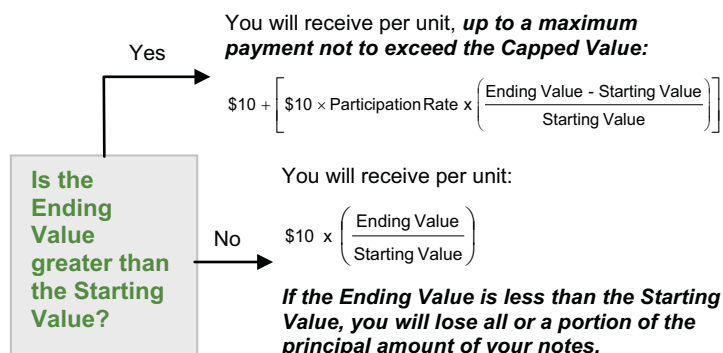 You will receive per unit, up to a maximum
payment not to exceed the Capped Value:
Yes
$10 + [ $10 × Participation Rate x ( Ending Value - Starting Value / Starting Value ) ]
Is the
Ending
Value
greater than
the Starting
Value?
No
You will receive per unit:
$10 x ( Ending Value / Starting Value )
If the Ending Value is less than the Starting
Value, you will lose all or a portion of the
principal amount of your notes.